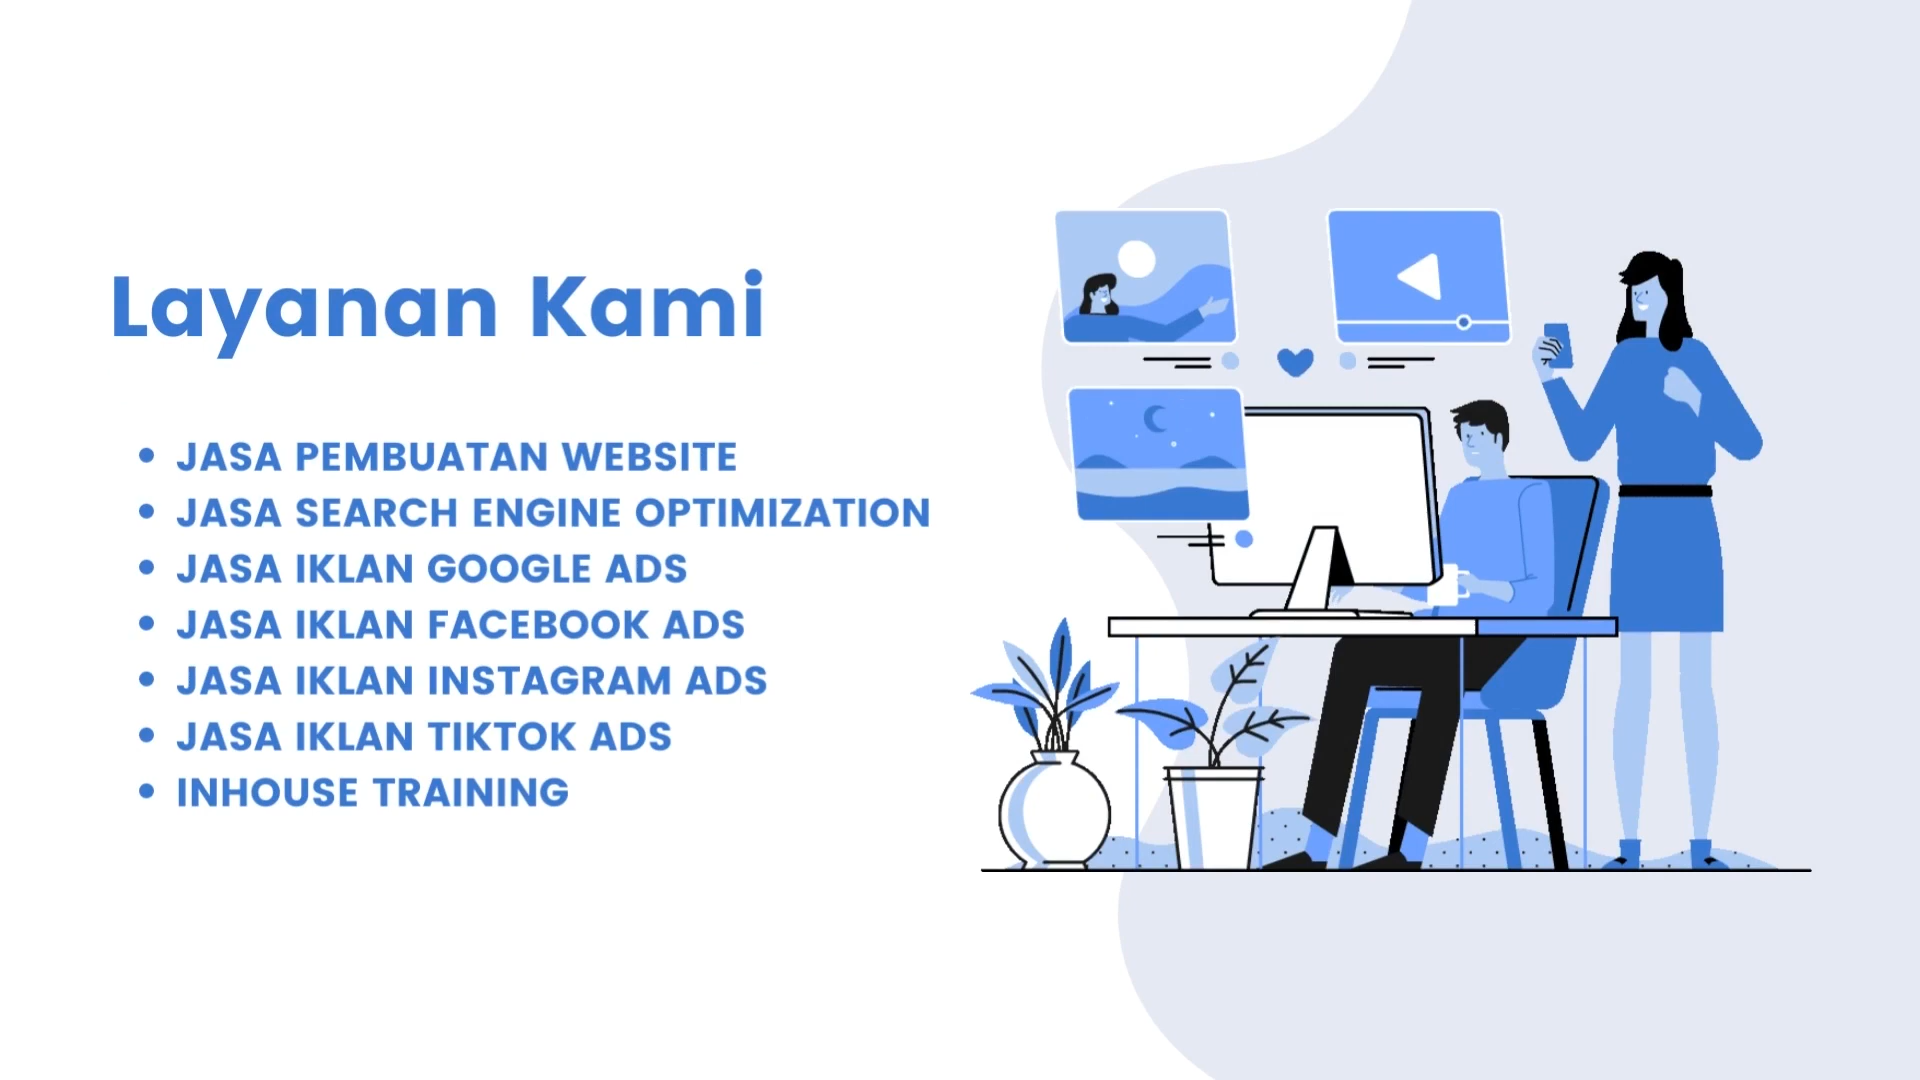 Layanan Kami
• JASA PEMBUATAN WEBSITE
• JASA SEARCH ENGINE OPTIMIZATION
• JASA IKLAN GOOGLE ADS
• JASA IKLAN FACEBOOK ADS
• JASA IKLAN INSTAGRAM ADS
• JASA IKLAN TIKTOK ADS
• INHOUSE TRAINING